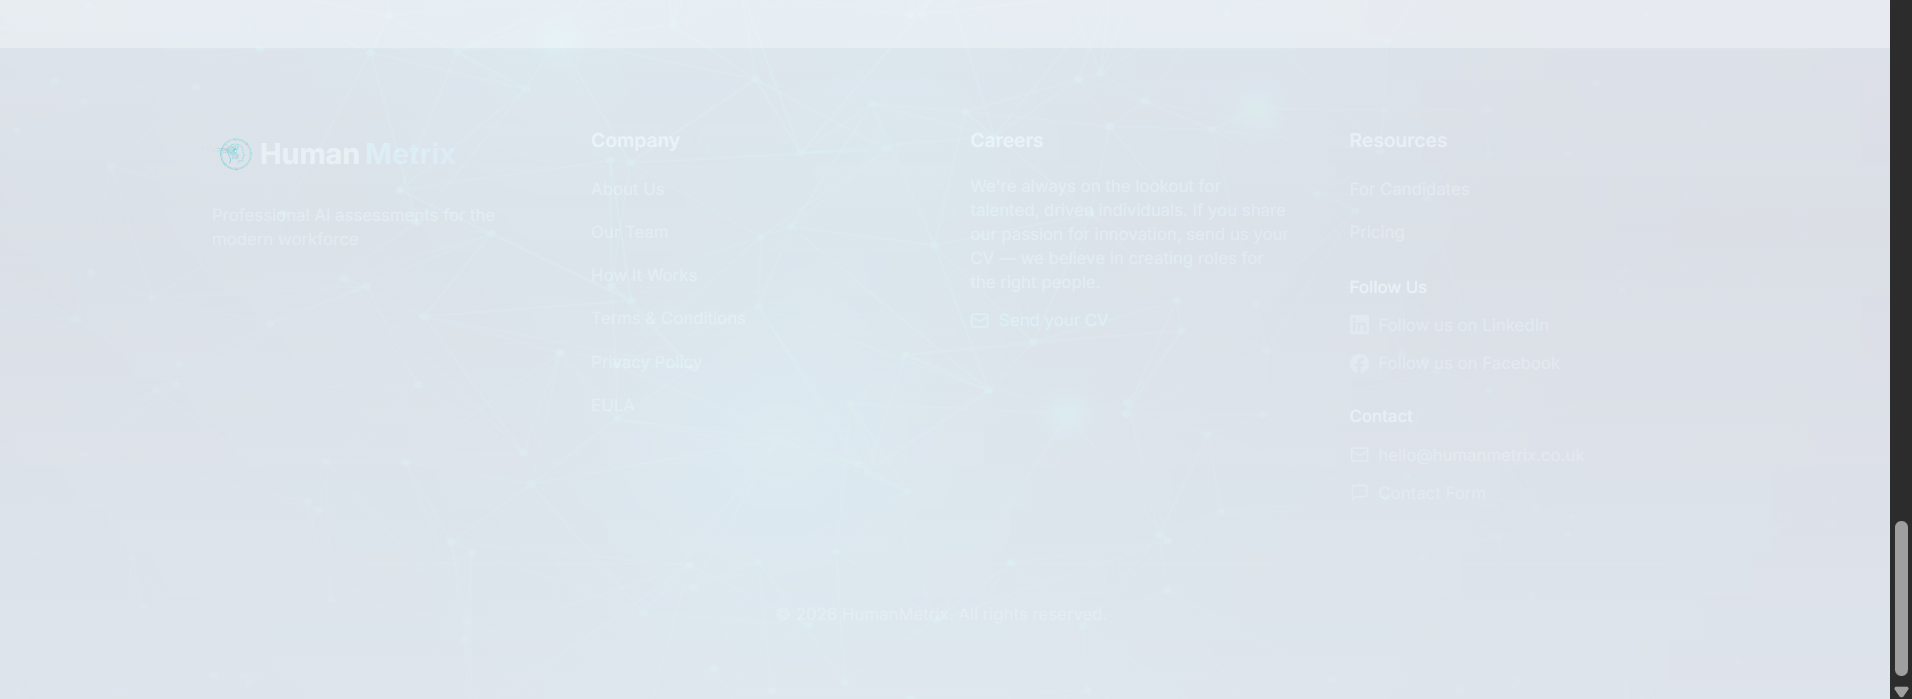 Human Metrix
Professional AI assessments for the
modern workforce
Company
About Us
Our Team
How It Works
Terms & Conditions
Privacy Policy
EULA
Careers
We're always on the lookout for
talented, driven individuals. If you share
our passion for innovation, send us your
CV — we believe in creating roles for
the right people.
Send your CV
Resources
For Candidates
Pricing
Follow Us
Follow us on LinkedIn
Follow us on Facebook
Contact
hello@humanmetrix.co.uk
Contact Form
© 2026 HumanMetrix. All rights reserved.